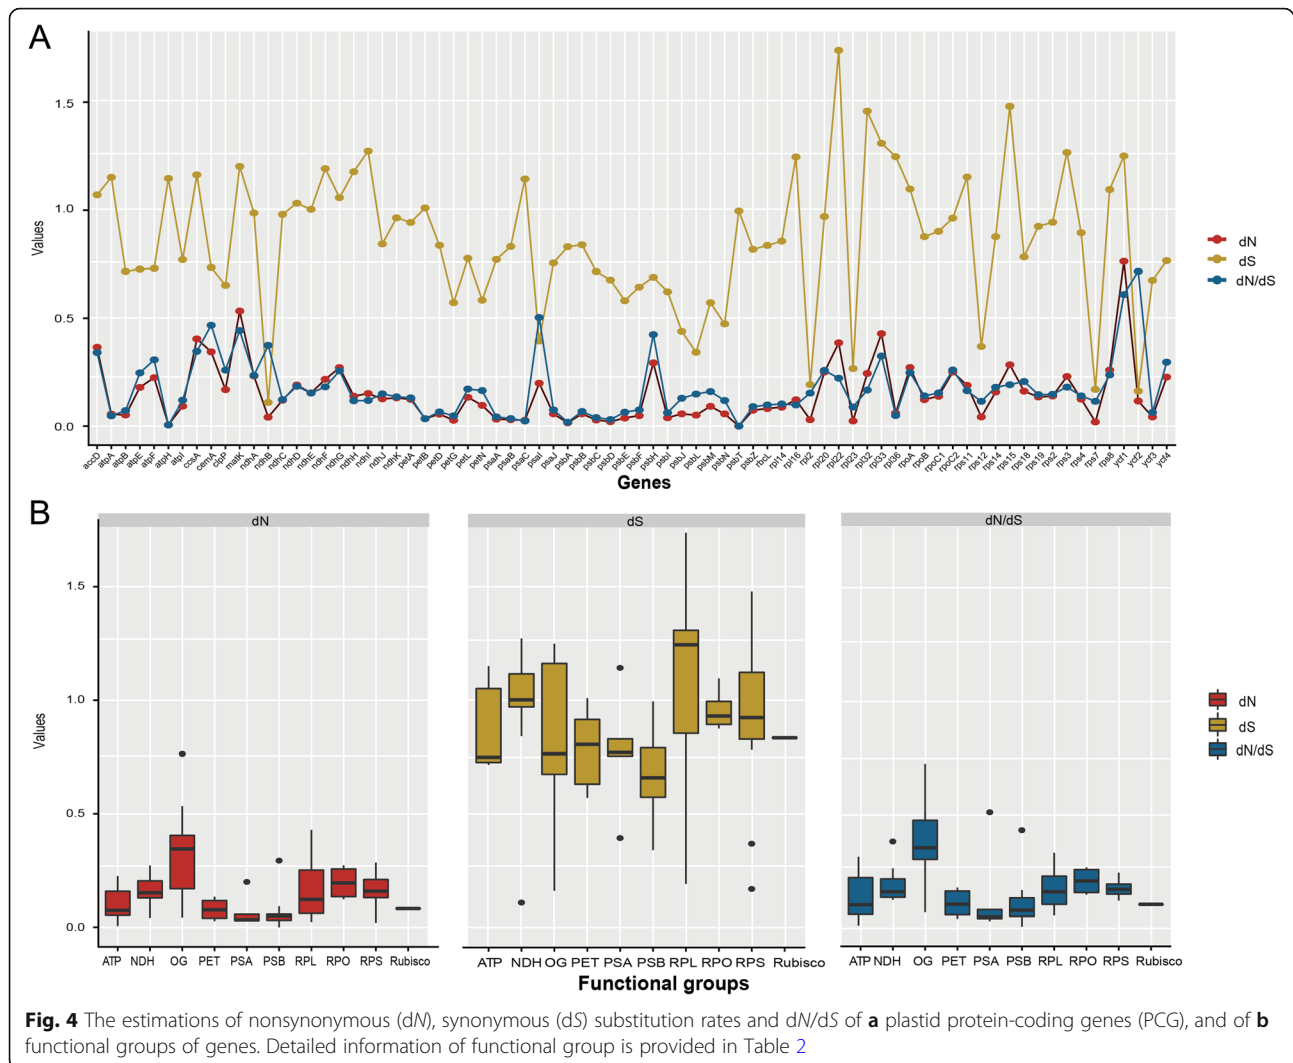 A
1.5
1.0
0.5
0.0
Values
dN
dS
dN/dS
accD atpA atpB atpE atpF atpH atpI ccsA cemA clpP matK ndhA ndhB ndhC ndhD ndhE ndhF ndhG ndhH ndhI ndhJ ndhK petA petB petD petG petL petN psaA psaB psaC psaI psaJ psbA psbB psbC psbD psbE psbF psbH psbI psbJ psbL psbM psbN psbT psbZ rbcL rpl14 rpl16 rpl2 rpl20 rpl22 rpl23 rpl32 rpl33 rpl36 rpoA rpoB rpoC1 rpoC2 rps11 rps12 rps14 rps15 rps18 rps19 rps2 rps3 rps4 rps7 rps8 ycf1 ycf2 ycf3 ycf4
Genes
B
dN dS dN/dS
1.5
1.0
0.5
0.0
Values
dN
dS
dN/dS
ATP NDH OG PET PSA PSB RPL RPO RPS Rubisco
ATP NDH OG PET PSA PSB RPL RPO RPS Rubisco
ATP NDH OG PET PSA PSB RPL RPO RPS Rubisco
Functional groups
Fig. 4 The estimations of nonsynonymous (dN), synonymous (dS) substitution rates and dN/dS of a plastid protein-coding genes (PCG), and of b
functional groups of genes. Detailed information of functional group is provided in Table 2